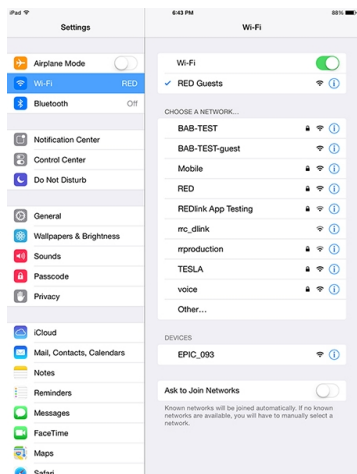 iPad
6:43 PM
88%
Settings
Wi-Fi
Airplane Mode
Wi-Fi RED
Bluetooth Off
Notification Center
Control Center
Do Not Disturb
General
Wallpapers & Brightness
Sounds
Passcode
Privacy
iCloud
Mail, Contacts, Calendars
Notes
Reminders
Messages
FaceTime
Maps
Safari
Wi-Fi
RED Guests
CHOOSE A NETWORK...
BAB-TEST
BAB-TEST-guest
Mobile
RED
REDlink App Testing
rrc_dlink
rrproduction
TESLA
voice
Other...
DEVICES
EPIC_093
Ask to Join Networks
Known networks will be joined automatically. If no known
networks are available, you will have to manually select a
network.